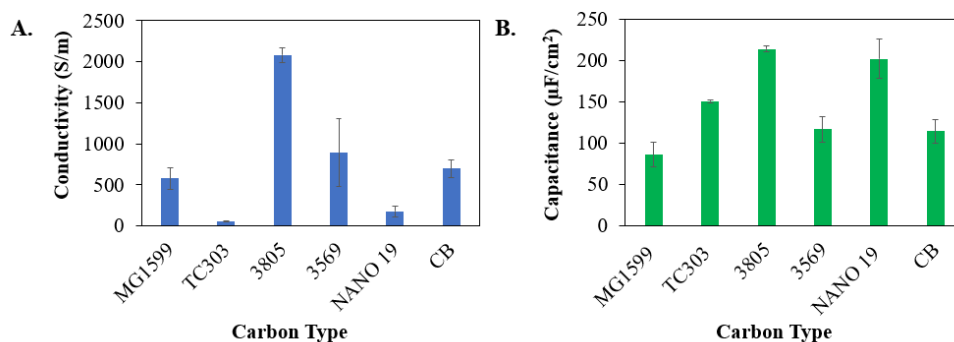 A.
Conductivity (S/m)
2500
2000
1500
1000
500
0
MG1599
TC303
3805
3569
NANO 19
CB
Carbon Type
B.
Capacitance (µF/cm²)
250
200
150
100
50
0
MG1599
TC303
3805
3569
NANO 19
CB
Carbon Type